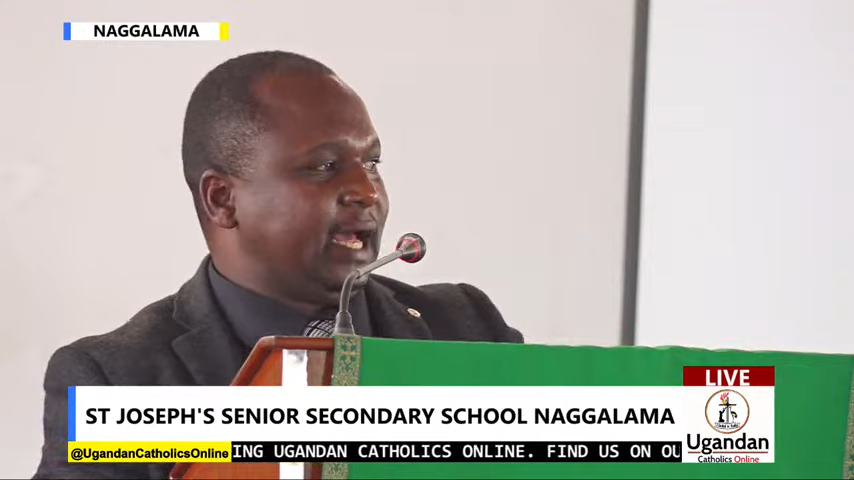 NAGGALAMA
LIVE
ST JOSEPH'S SENIOR SECONDARY SCHOOL NAGGALAMA
Ugandan
Catholics Online
@UgandanCatholicsOnline
ING UGANDAN CATHOLICS ONLINE. FIND US ON OU